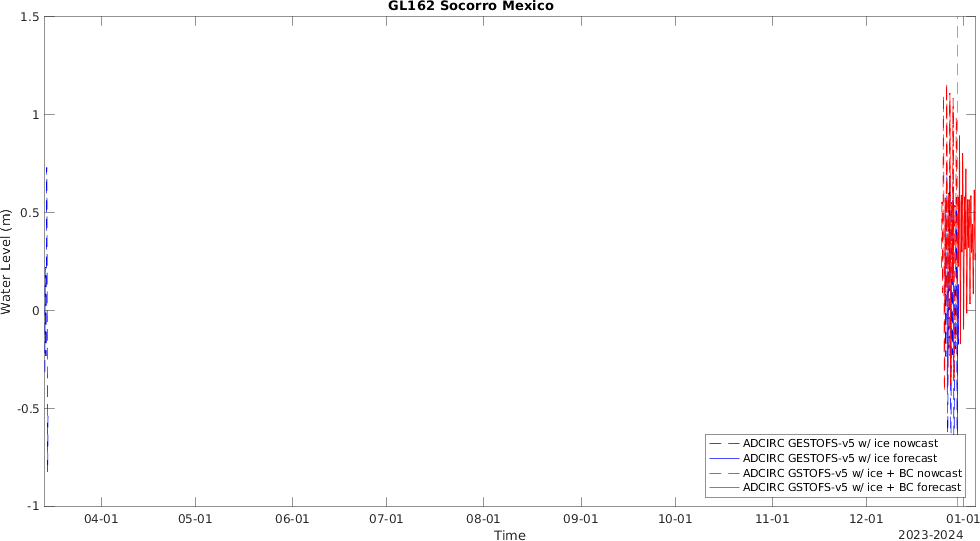 GL162 Socorro Mexico
1.5
1
0.5
0
-0.5
-1
Water Level (m)
04-01 05-01 06-01 07-01 08-01 09-01 10-01 11-01 12-01 01-01
Time
2023-2024
ADCIRC GESTOFS-v5 w/ ice nowcast
ADCIRC GESTOFS-v5 w/ ice forecast
ADCIRC GSTOFS-v5 w/ ice + BC nowcast
ADCIRC GSTOFS-v5 w/ ice + BC forecast